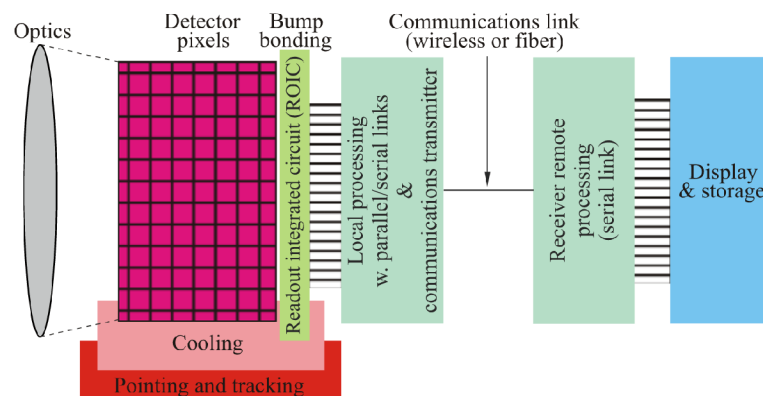 Optics
Detector
pixels
Bump
bonding
Communications link
(wireless or fiber)
Readout integrated circuit (ROIC)
Local processing
w. parallel/serial links
&
communications transmitter
Receiver remote
processing
(serial link)
Display
& storage
Cooling
Pointing and tracking